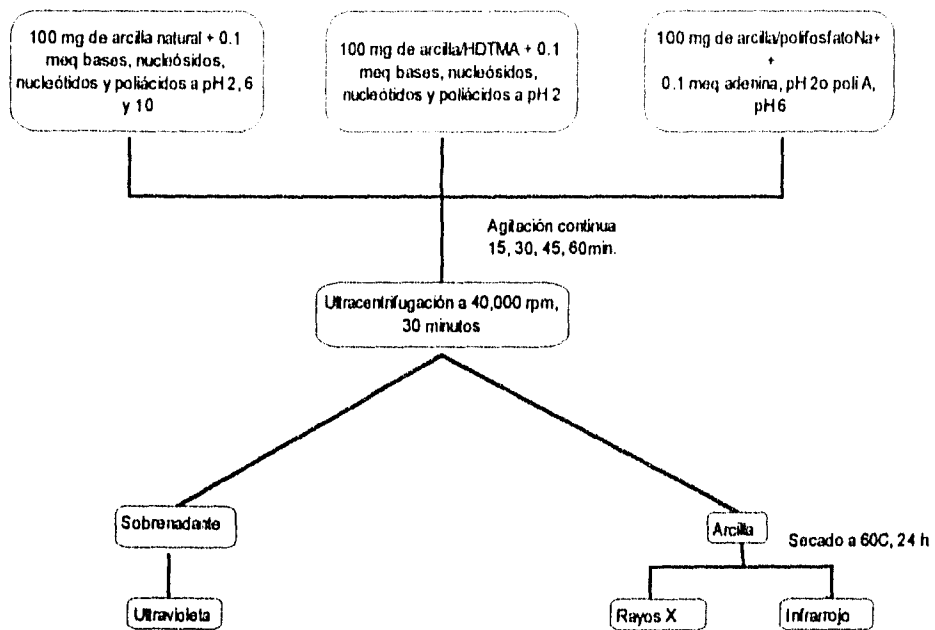 100 mg de arcilla natural + 0.1
meq bases, nucleósidos,
nucleótidos y poliácidos a pH 2, 6
y 10
100 mg de arcilla/HDTMA + 0.1
meq bases, nucleósidos,
nucleótidos y poliácidos a pH 2
100 mg de arcilla/polifosfatoNa+
+
0.1 meq adenina, pH 2o poli A,
pH 6
Agitación continua
15, 30, 45, 60min.
Ultracentrifugación a 40,000 rpm,
30 minutos
Sobrenadante
Arcilla
Secado a 60C, 24 h
Ultravioleta
Rayos X
Infrarrojo